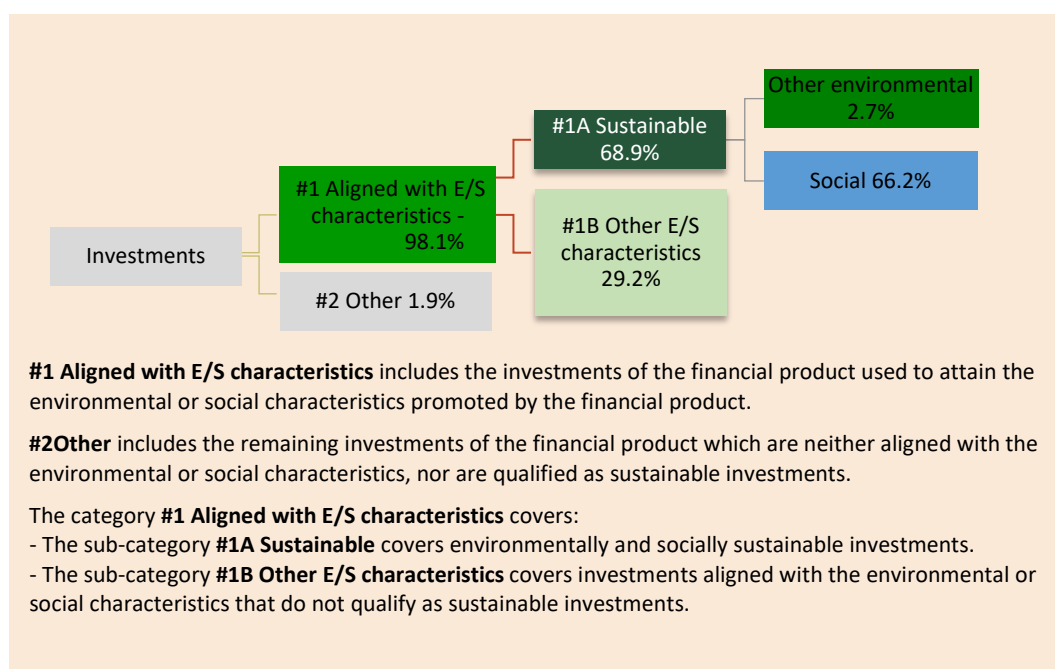 Investments
#1 Aligned with E/S
characteristics -
98.1%
#2 Other 1.9%
#1A Sustainable
68.9%
#1B Other E/S
characteristics
29.2%
Other environmental
2.7%
Social 66.2%
#1 Aligned with E/S characteristics includes the investments of the financial product used to attain the
environmental or social characteristics promoted by the financial product.
#2Other includes the remaining investments of the financial product which are neither aligned with the
environmental or social characteristics, nor are qualified as sustainable investments.
The category #1 Aligned with E/S characteristics covers:
- The sub-category #1A Sustainable covers environmentally and socially sustainable investments.
- The sub-category #1B Other E/S characteristics covers investments aligned with the environmental or
social characteristics that do not qualify as sustainable investments.